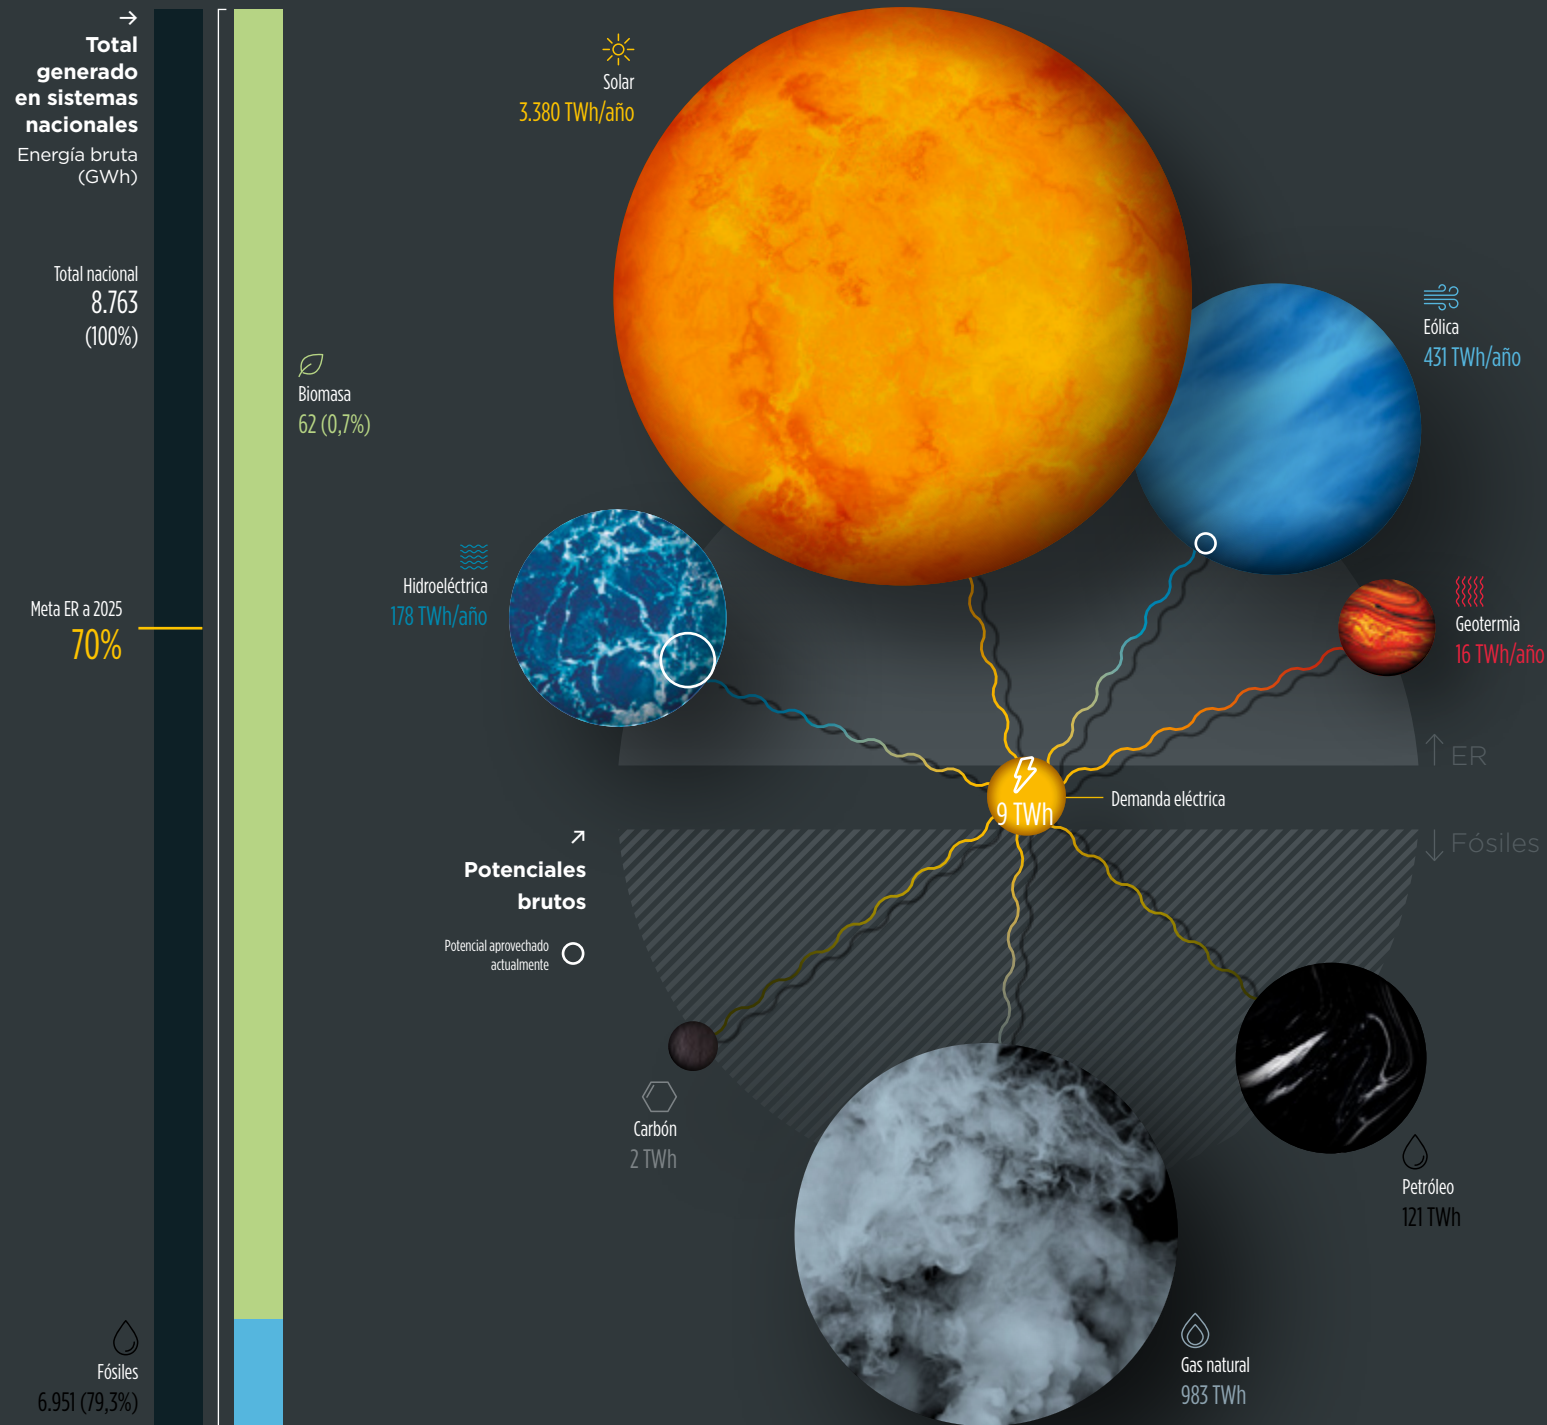 →
Total
generado
en sistemas
nacionales
Energía bruta
(GWh)
Total nacional
8.763
(100%)
Meta ER a 2025
70%
Fósiles
6.951 (79,3%)
Biomasa
62 (0,7%)
Solar
3.380 TWh/año
Eólica
431 TWh/año
Hidroeléctrica
178 TWh/año
Geotermia
16 TWh/año
↑ ER
9 TWh
Demanda eléctrica
↓ Fósiles
↗
Potenciales
brutos
Potencial aprovechado
actualmente
Carbón
2 TWh
Petróleo
121 TWh
Gas natural
983 TWh